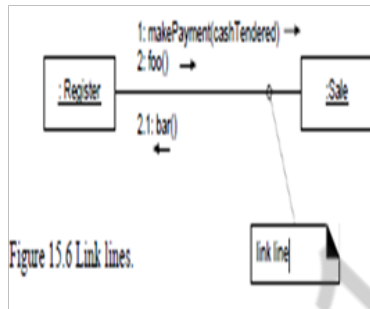 1: makePayment(cashTendered)
2: foo()
: Register
:Sale
2.1: bar()
link line
Figure 15.6 Link lines.